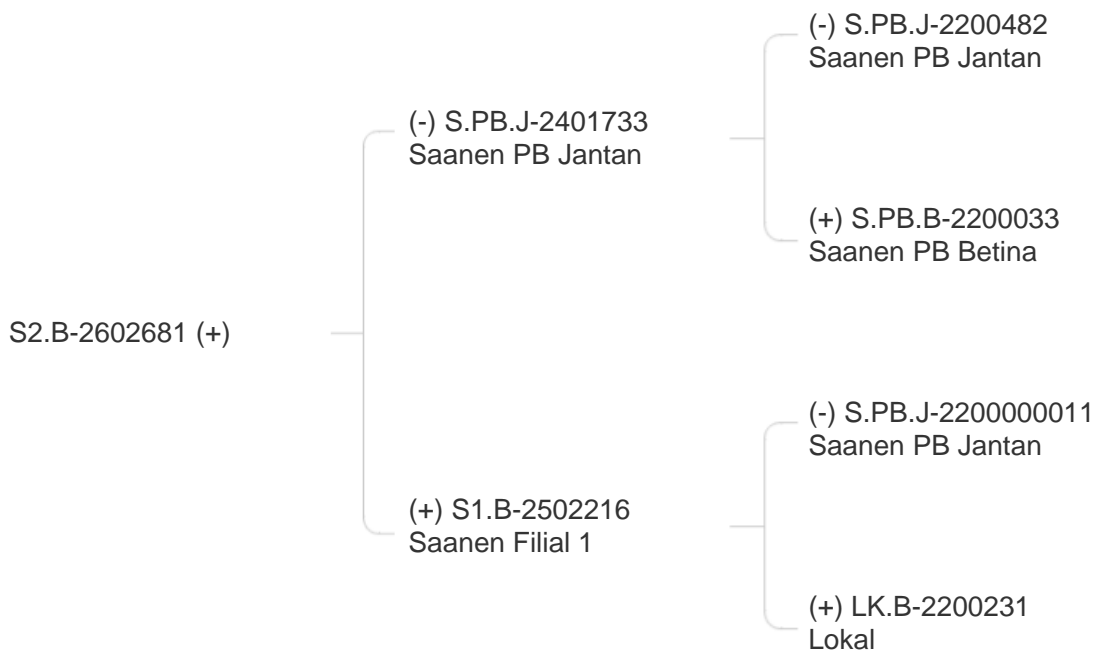 (-) S.PB.J-2200482
Saanen PB Jantan
(-) S.PB.J-2401733
Saanen PB Jantan
(+) S.PB.B-2200033
Saanen PB Betina
S2.B-2602681 (+)
(-) S.PB.J-2200000011
Saanen PB Jantan
(+) S1.B-2502216
Saanen Filial 1
(+) LK.B-2200231
Lokal